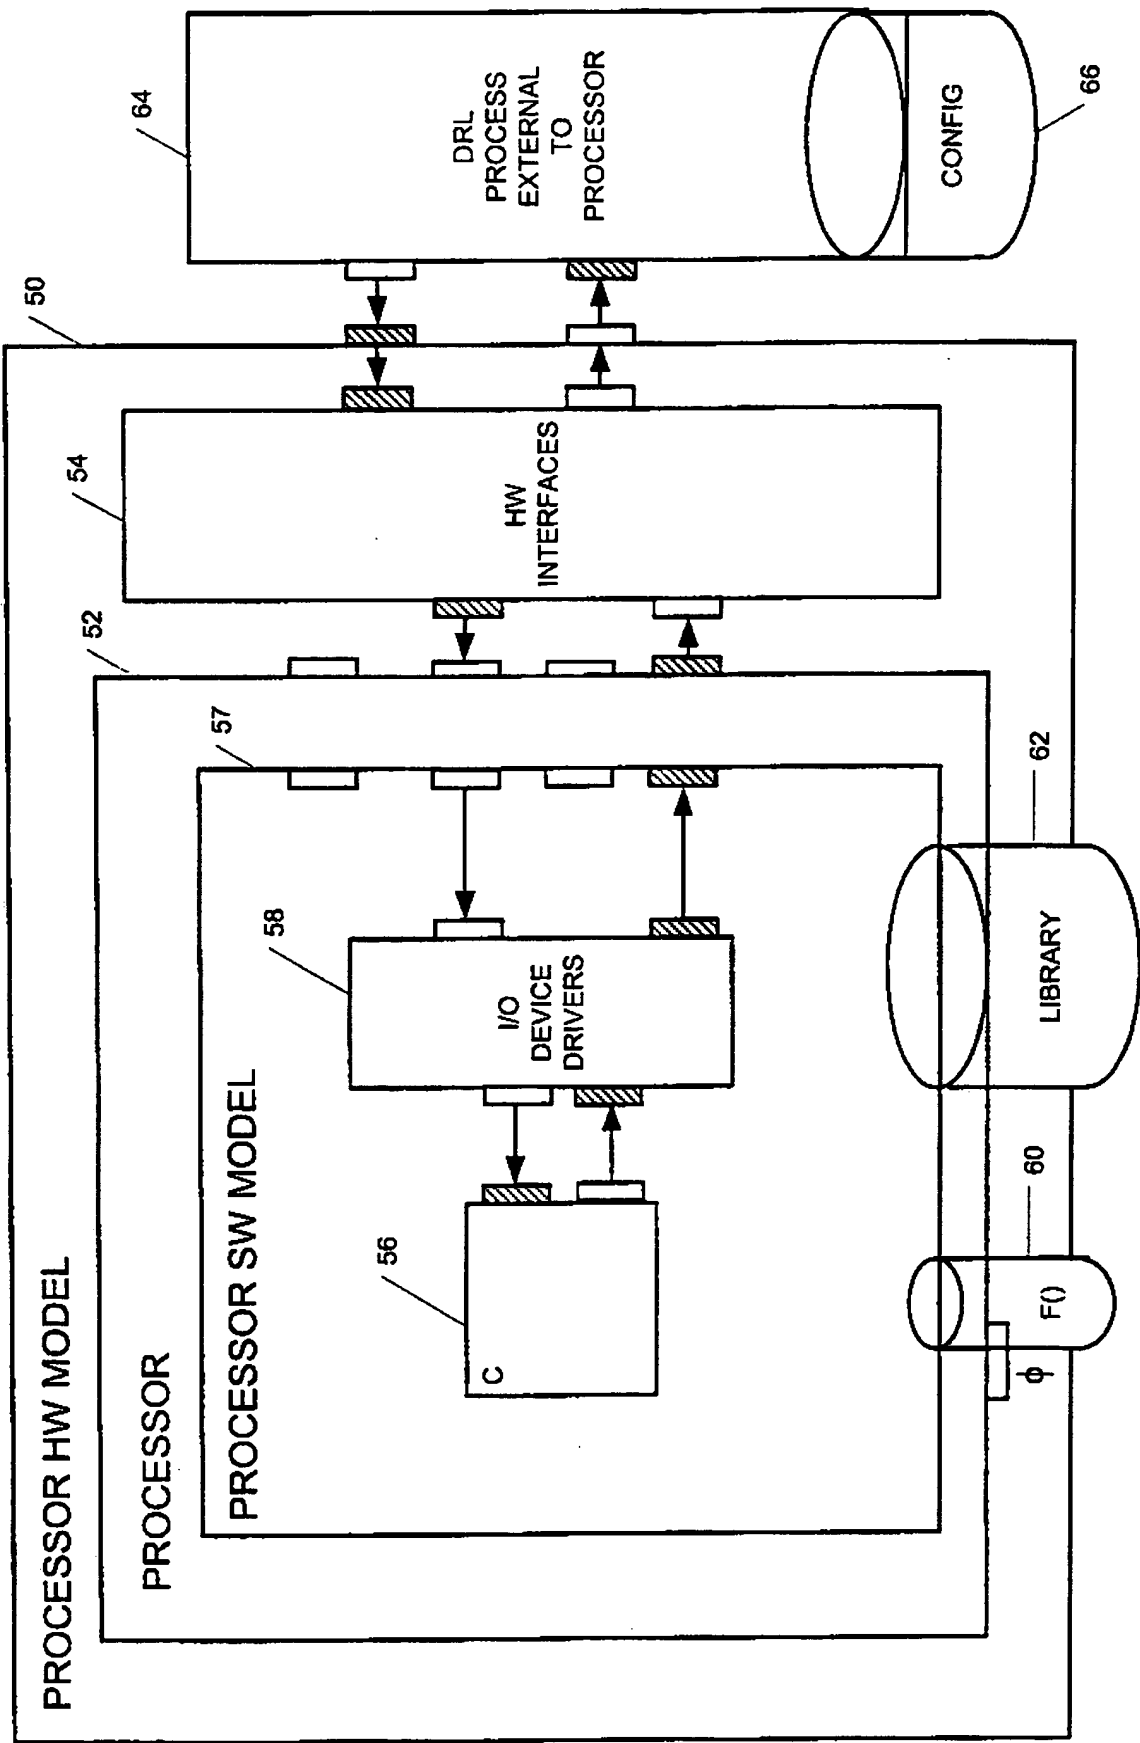 PROCESSOR HW MODEL
50
PROCESSOR
52
PROCESSOR SW MODEL
57
54
64
56
C
58
I/O
DEVICE
DRIVERS
HW
INTERFACES
DRL
PROCESS
EXTERNAL
TO
PROCESSOR
ϕ
F()
60
LIBRARY
62
CONFIG
66